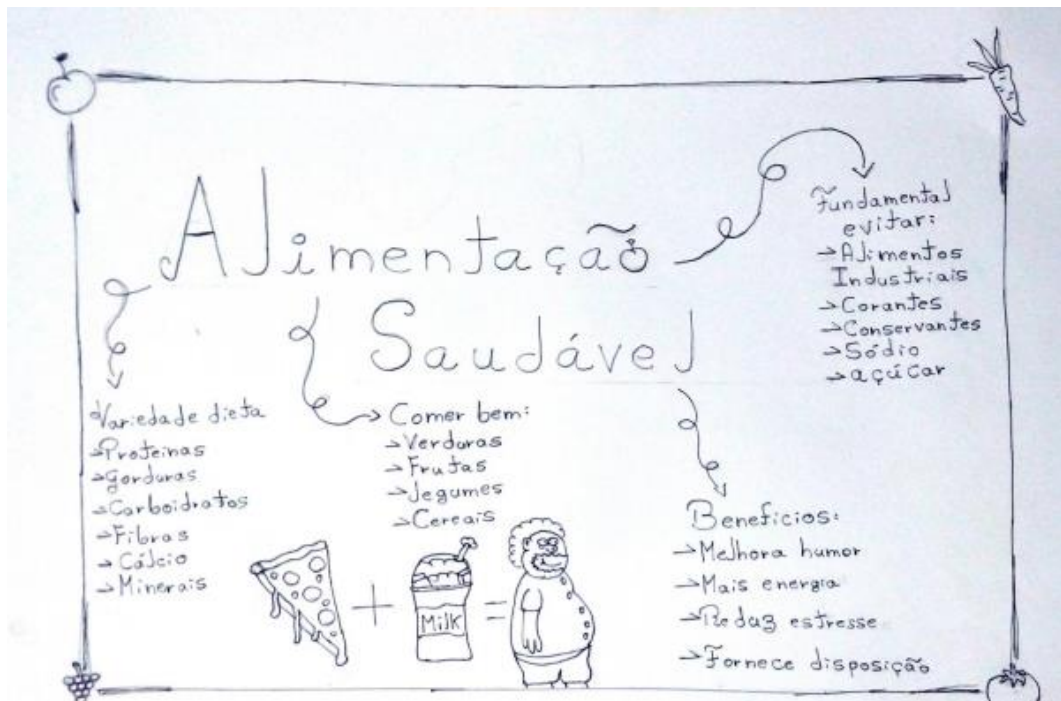 Alimentação
Saudável
Fundamental
evitar:
→Alimentos
Industriais
→Corantes
→Conservantes
→Sódio
→açúcar
Variedade dieta
→Proteinas
→gorduras
→Carboidratos
→Fibras
→Cálcio
→Minerais
→Comer bem:
→Verduras
→Frutas
→legumes
→Cereais
Milk
Beneficios:
→Melhora humor
→Mais energia
→Reduz estresse
→Fornece disposição